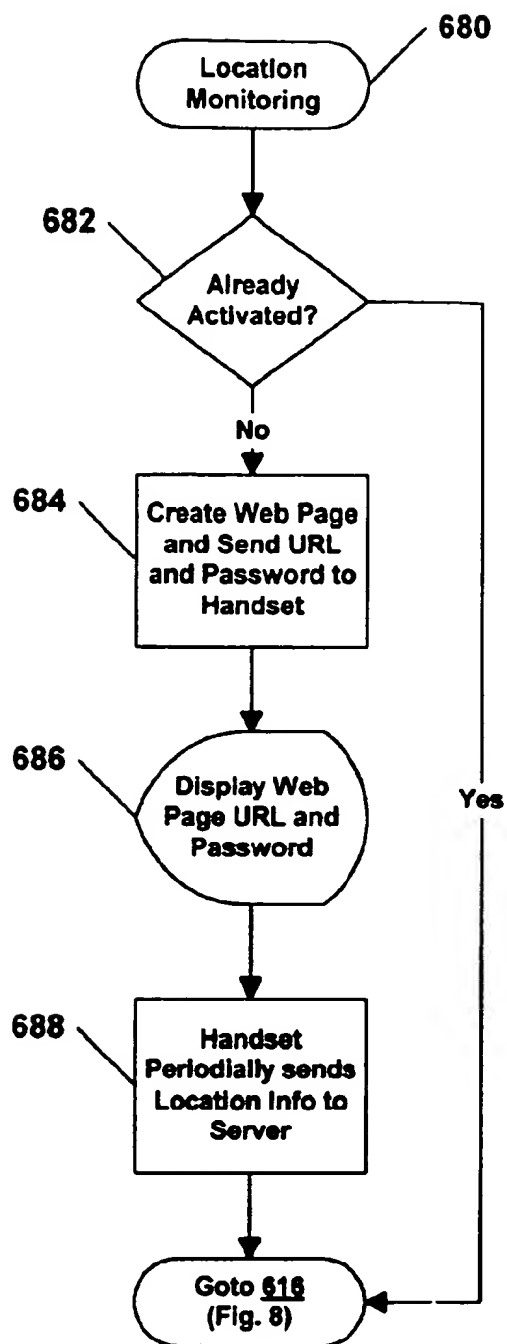 680
Location
Monitoring
682
Already
Activated?
No
684
Create Web Page
and Send URL
and Password to
Handset
686
Display Web
Page URL and
Password
Yes
688
Handset
Periodially sends
Location Info to
Server
Goto 616
(Fig. 8)